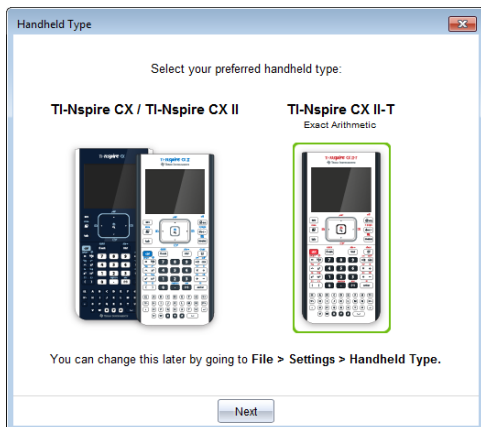 Handheld Type
Select your preferred handheld type:
TI-Nspire CX / TI-Nspire CX II
TI-Nspire CX II-T
Exact Arithmetic
You can change this later by going to File > Settings > Handheld Type.
Next